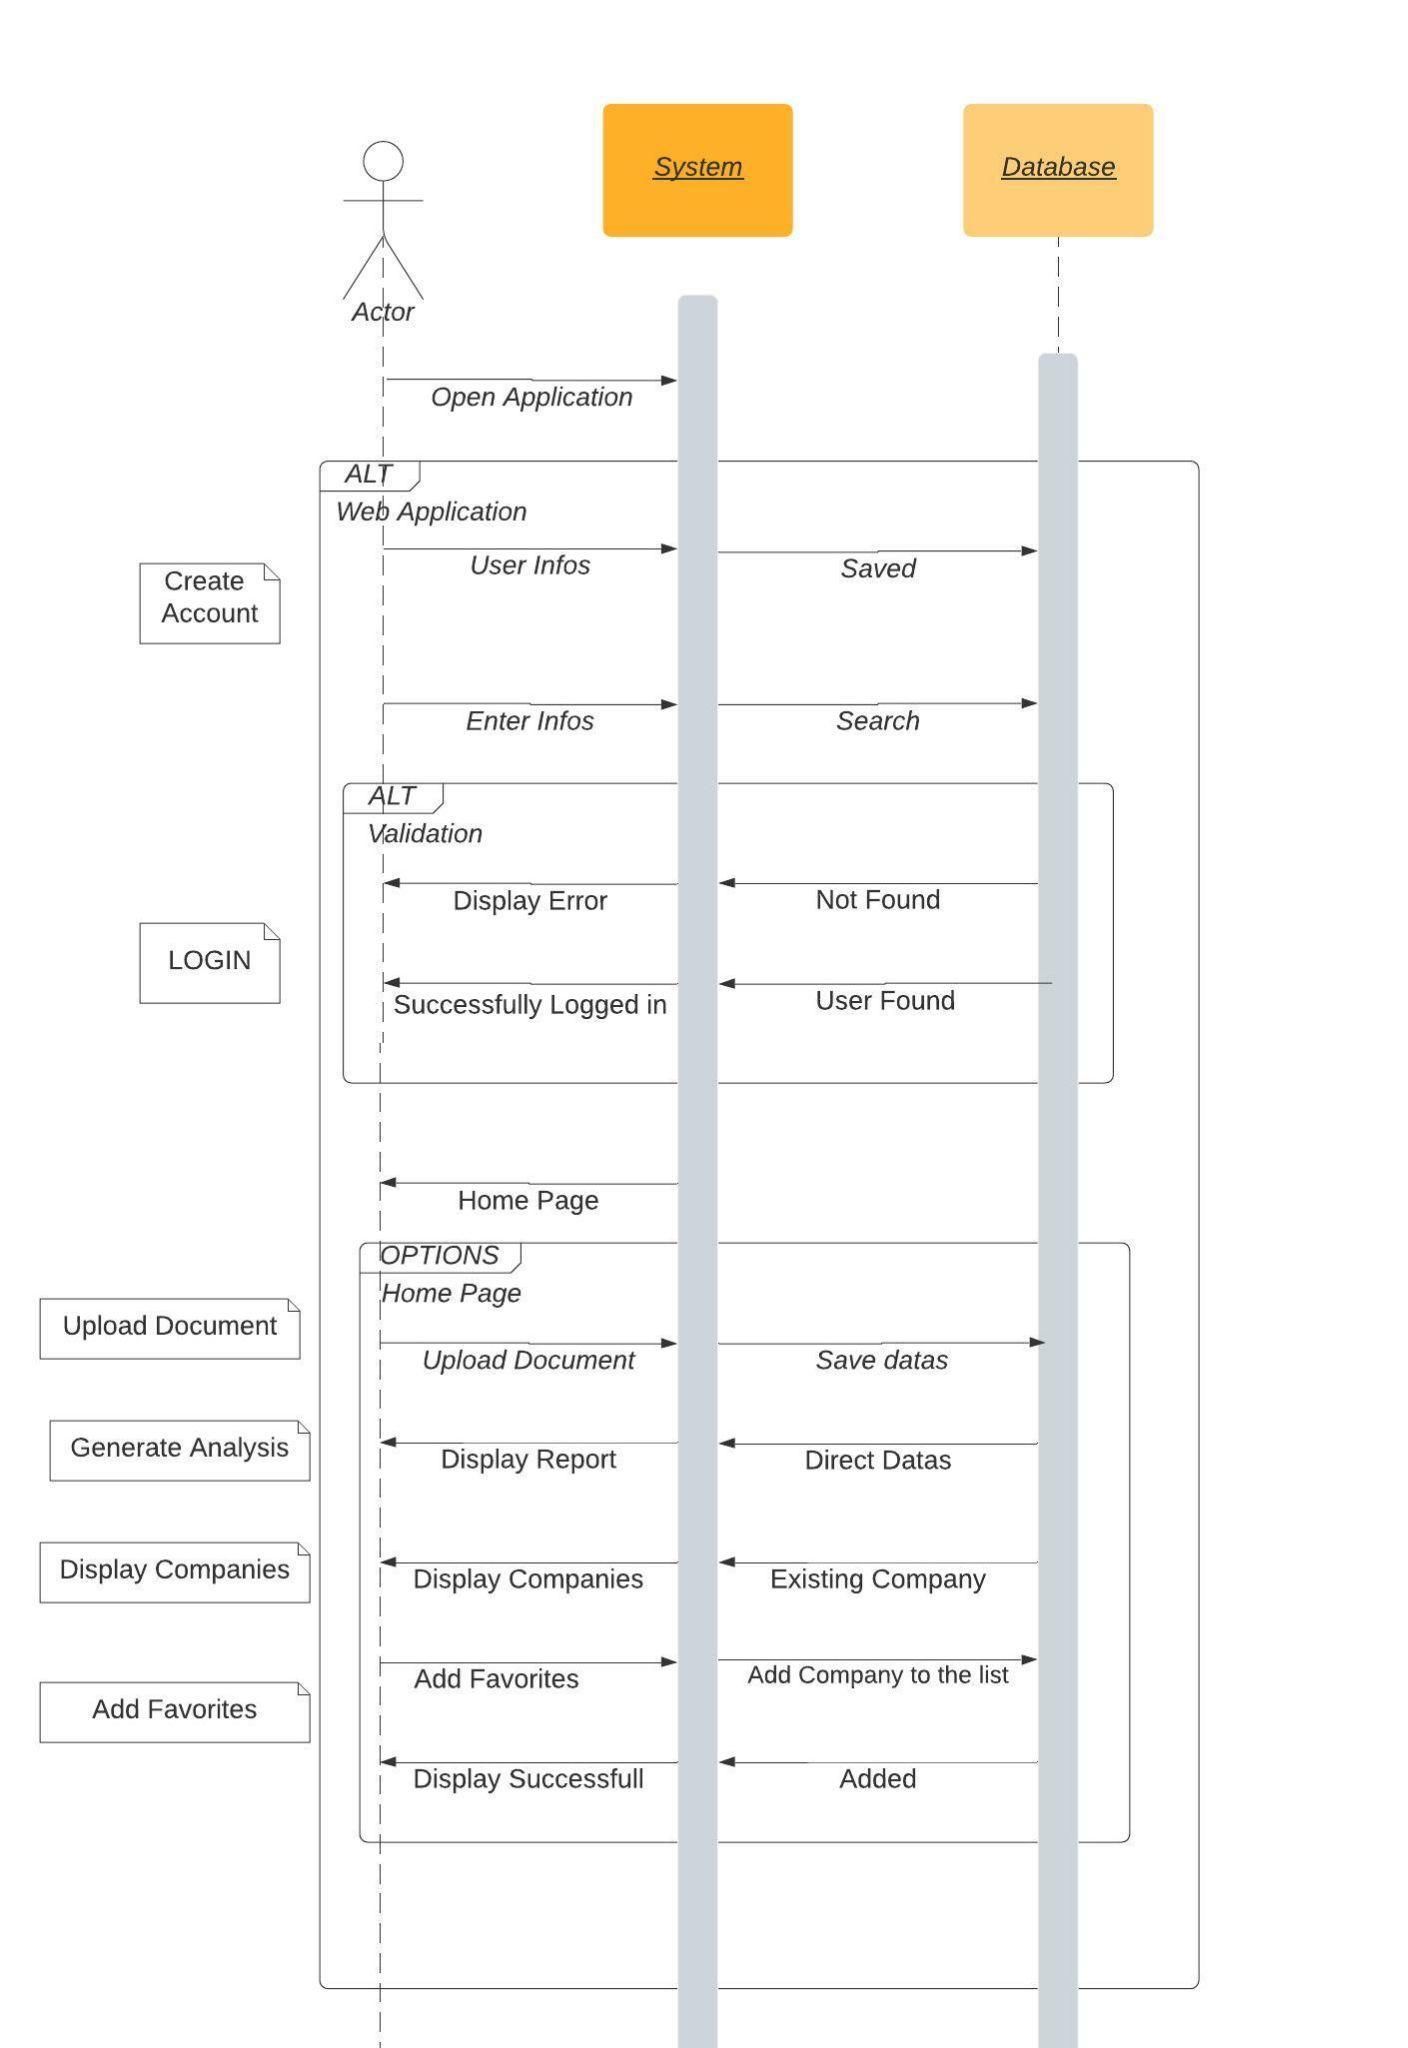 System
Database
Actor
Open Application
ALT
Web Application
User Infos
Saved
Create
Account
Enter Infos
Search
ALT
Validation
Display Error
Not Found
LOGIN
Successfully Logged in
User Found
Home Page
OPTIONS
Home Page
Upload Document
Upload Document
Save datas
Generate Analysis
Display Report
Direct Datas
Display Companies
Display Companies
Existing Company
Add Favorites
Add Company to the list
Add Favorites
Display Successfull
Added